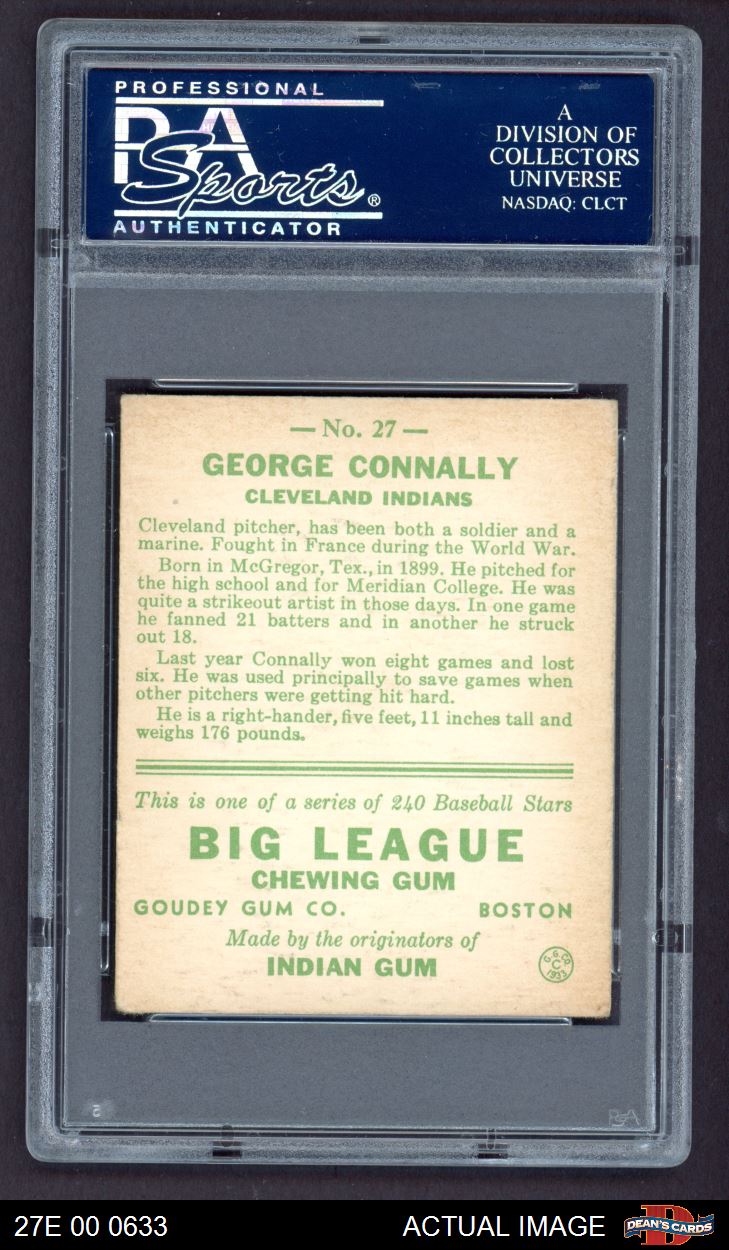 PROFESSIONAL
PSA
Sports®
AUTHENTICATOR
A
DIVISION OF
COLLECTORS
UNIVERSE
NASDAQ: CLCT
— No. 27 —
GEORGE CONNALLY
CLEVELAND INDIANS
Cleveland pitcher, has been both a soldier and a
marine. Fought in France during the World War.
Born in McGregor, Tex., in 1899. He pitched for
the high school and for Meridian College. He was
quite a strikeout artist in those days. In one game
he fanned 21 batters and in another he struck
out 18.
Last year Connally won eight games and lost
six. He was used principally to save games when
other pitchers were getting hit hard.
He is a right-hander, five feet, 11 inches tall and
weighs 176 pounds.
This is one of a series of 240 Baseball Stars
BIG LEAGUE
CHEWING GUM
GOUDEY GUM CO. BOSTON
Made by the originators of
INDIAN GUM
G. G. CO.
C
1933
PSA
27E 00 0633 ACTUAL IMAGE DEAN'S CARDS